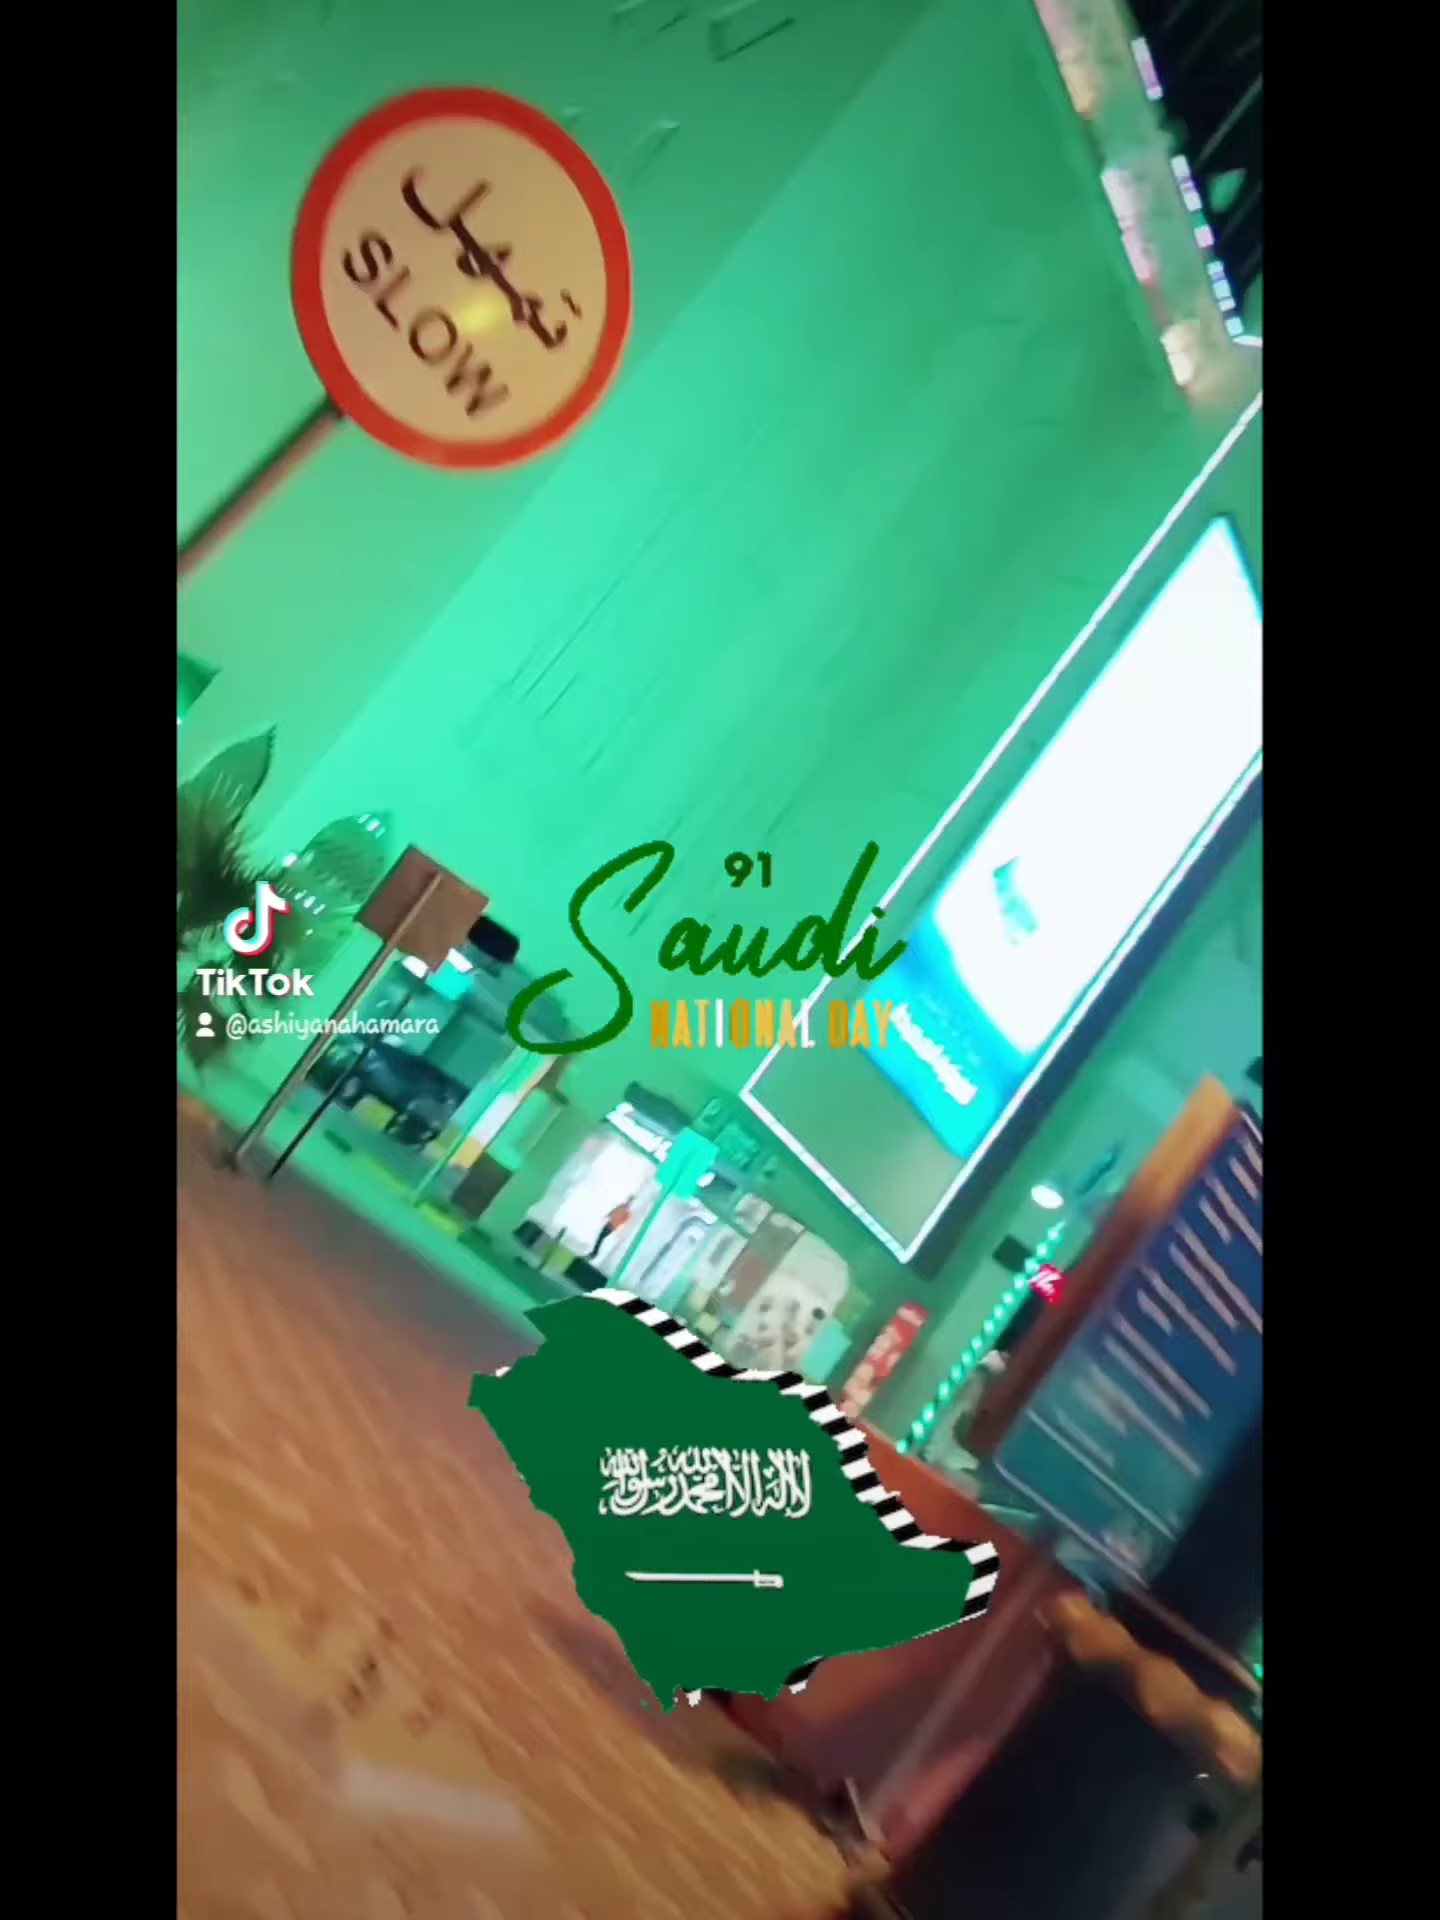 تمهل
SLOW
91
Saudi
NATIONAL DAY
TikTok
@ashiyanahamara
لا إله إلا الله محمد رسول الله